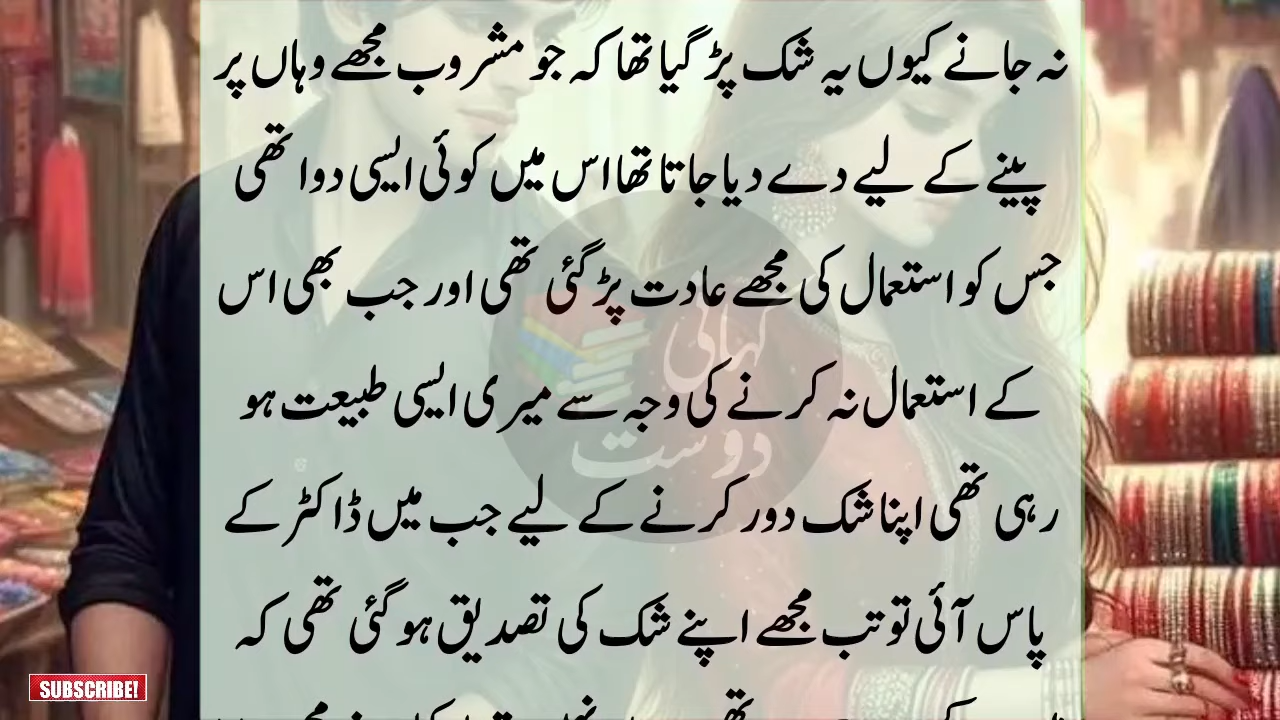 نہ جانے کیوں یہ شک پڑ گیا تھا کہ جو مشروب مجھے وہاں پر
پینے کے لیے دے دیا جاتا تھا اس میں کوئی ایسی دوا تھی
جس کو استعمال کی مجھے عادت پڑ گئی تھی اور جب بھی اس
کے استعمال نہ کرنے کی وجہ سے میری ایسی طبیعت ہو
رہی تھی اپنا شک دور کرنے کے لیے جب میں ڈاکٹر کے
پاس آئی تو تب مجھے اپنے شک کی تصدیق ہو گئی تھی کہ
کہانی
دوست
SUBSCRIBE!